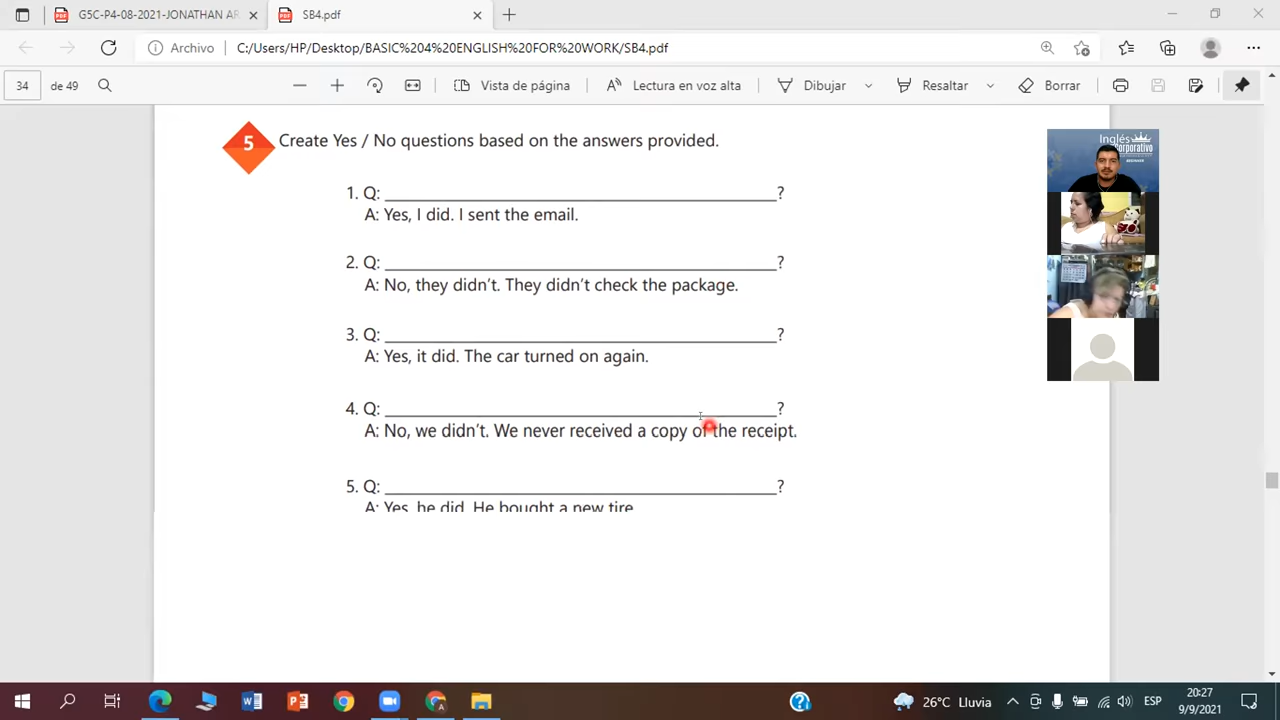 G5C-P4-08-2021-JONATHAN AR
SB4.pdf
Archivo
C:/Users/HP/Desktop/BASIC%204%20ENGLISH%20FOR%20WORK/SB4.pdf
34
de 49
Vista de página
Lectura en voz alta
Dibujar
Resaltar
Borrar
5
Create Yes / No questions based on the answers provided.
1. Q: ?
A: Yes, I did. I sent the email.
2. Q: ?
A: No, they didn't. They didn't check the package.
3. Q: ?
A: Yes, it did. The car turned on again.
4. Q: ?
A: No, we didn't. We never received a copy of the receipt.
5. Q: ?
A: Yes, he did. He bought a new tire
Inglés
Corporativo
26°C Lluvia
ESP
20:27
9/9/2021